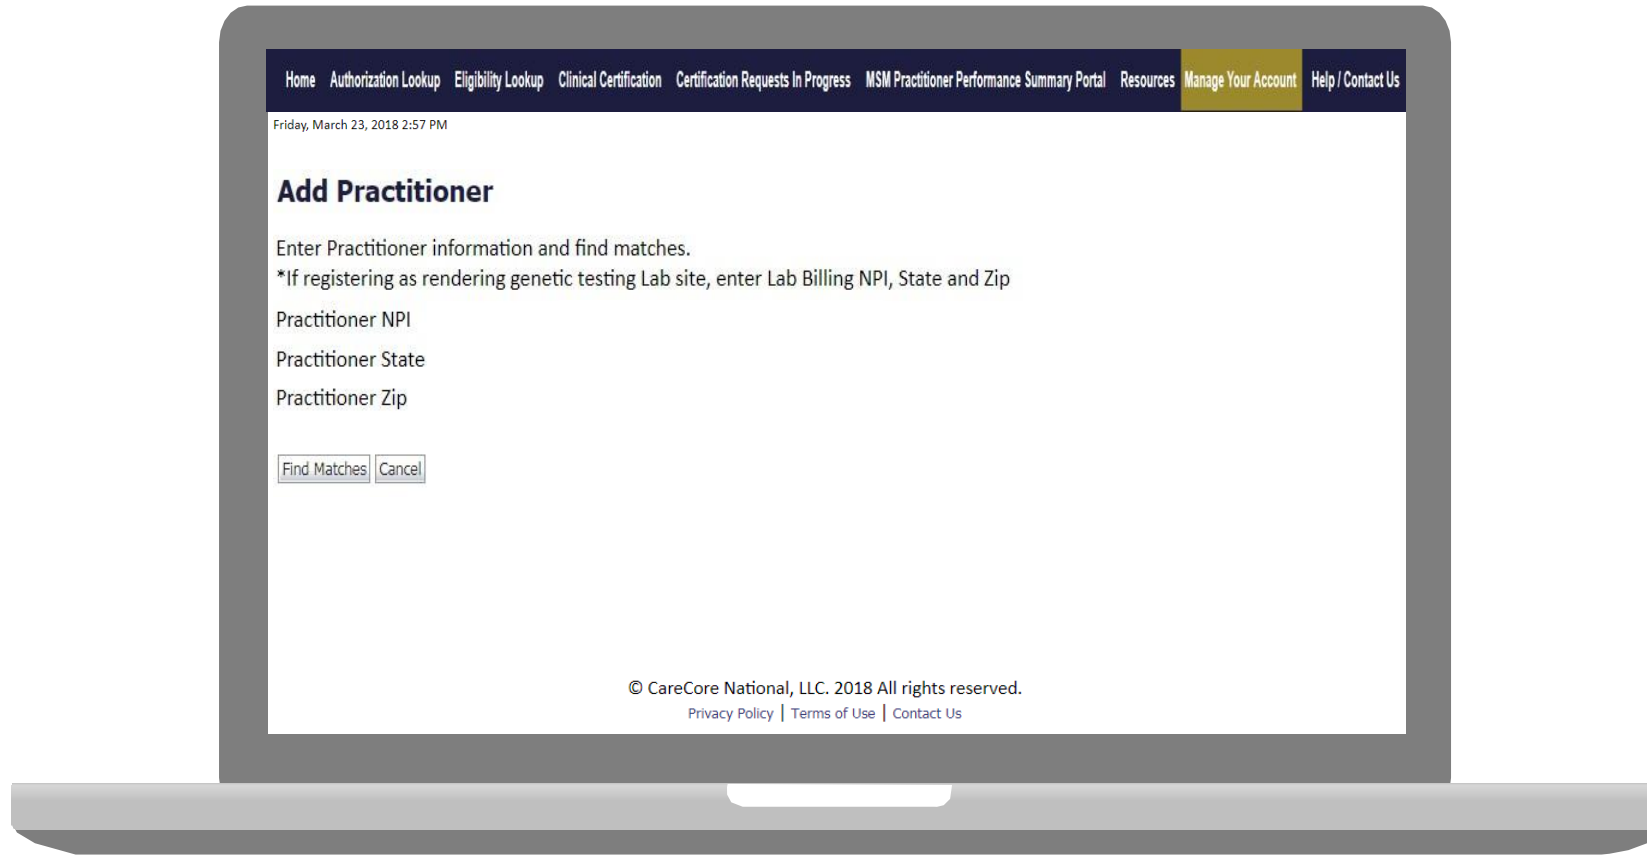 Home Authorization Lookup Eligibility Lookup Clinical Certification Certification Requests In Progress MSM Practitioner Performance Summary Portal Resources Manage Your Account Help / Contact Us
Friday, March 23, 2018 2:57 PM
Add Practitioner
Enter Practitioner information and find matches.
*If registering as rendering genetic testing Lab site, enter Lab Billing NPI, State and Zip
Practitioner NPI
Practitioner State
Practitioner Zip
Find Matches Cancel
© CareCore National, LLC. 2018 All rights reserved.
Privacy Policy | Terms of Use | Contact Us